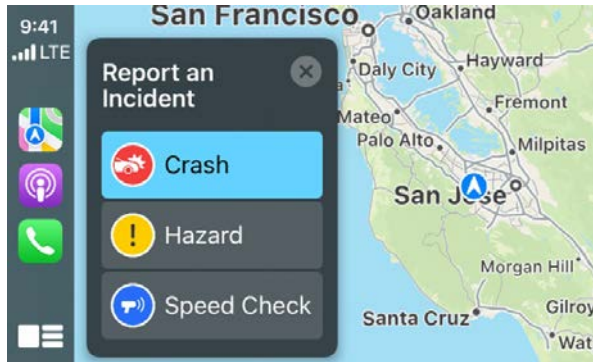 9:41
LTE
Report an
Incident
Crash
Hazard
Speed Check
San Francisco
Oakland
Daly City
Hayward
Mateo
Fremont
Palo Alto
Milpitas
San Jose
Morgan Hill
Santa Cruz
Gilroy
Wat